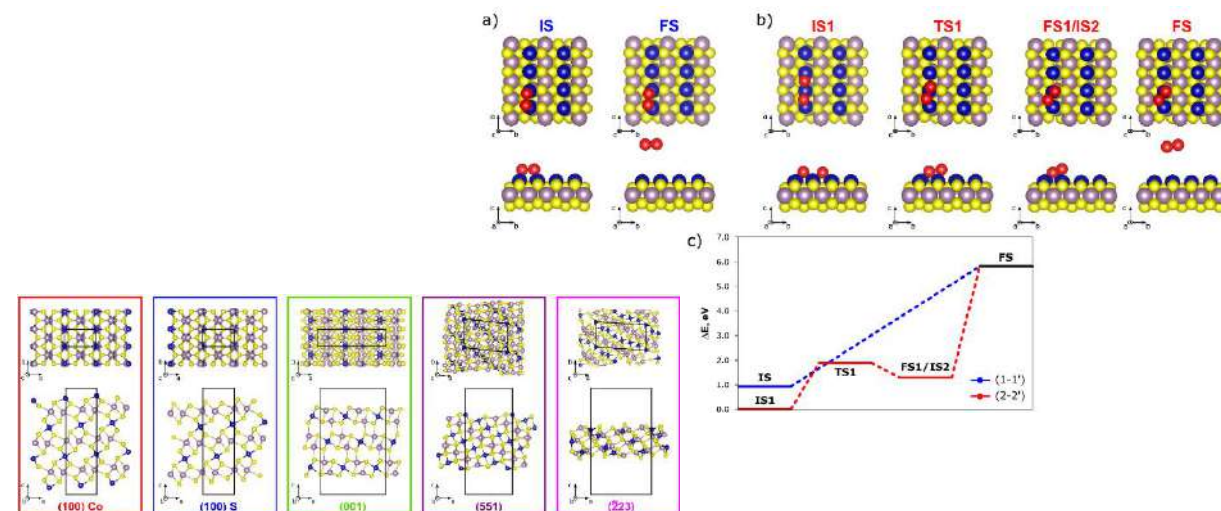 a)
IS
FS
b)
IS1
TS1
FS1/IS2
FS
c)
7.0
6.0
5.0
4.0
3.0
2.0
1.0
0.0
ΔE, eV
IS
IS1
TS1
FS1/IS2
FS
(1-1')
(2-2')
(100) Co
(100) S
(001)
(551)
(2̄23)